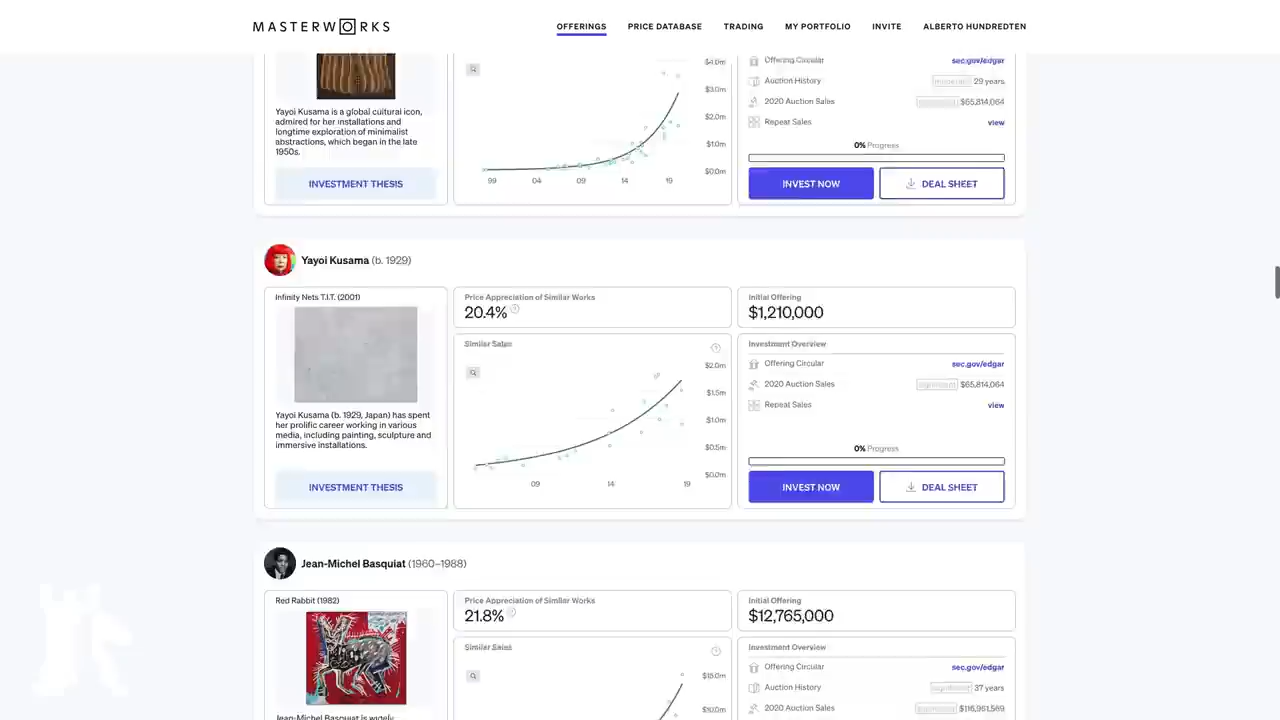 MASTERWORKS
OFFERINGS PRICE DATABASE TRADING MY PORTFOLIO INVITE ALBERTO HUNDREDTEN
Yayoi Kusama is a global cultural icon,
admired for her installations and
longtime exploration of minimalist
abstractions, which began in the late
1950s.
INVESTMENT THESIS
$4.0m
$3.0m
$2.0m
$1.0m
$0.0m
99 04 09 14 19
Offering Circular sec.gov/edgar
Auction History moderate 29 years
2020 Auction Sales $65,814,064
Repeat Sales view
0% Progress
INVEST NOW DEAL SHEET
Yayoi Kusama (b. 1929)
Infinity Nets T.I.T. (2001)
Yayoi Kusama (b. 1929, Japan) has spent
her prolific career working in various
media, including painting, sculpture and
immersive installations.
INVESTMENT THESIS
Price Appreciation of Similar Works
20.4%
Similar Sales
$2.0m
$1.5m
$1.0m
$0.5m
$0.0m
09 14 19
Initial Offering
$1,210,000
Investment Overview
Offering Circular sec.gov/edgar
2020 Auction Sales significant $65,814,064
Repeat Sales view
0% Progress
INVEST NOW DEAL SHEET
Jean-Michel Basquiat (1960–1988)
Red Rabbit (1982)
Jean-Michel Basquiat is widely
Price Appreciation of Similar Works
21.8%
Similar Sales
$15.0m
$10.0m
Initial Offering
$12,765,000
Investment Overview
Offering Circular sec.gov/edgar
Auction History significant 37 years
2020 Auction Sales significant $116,961,569